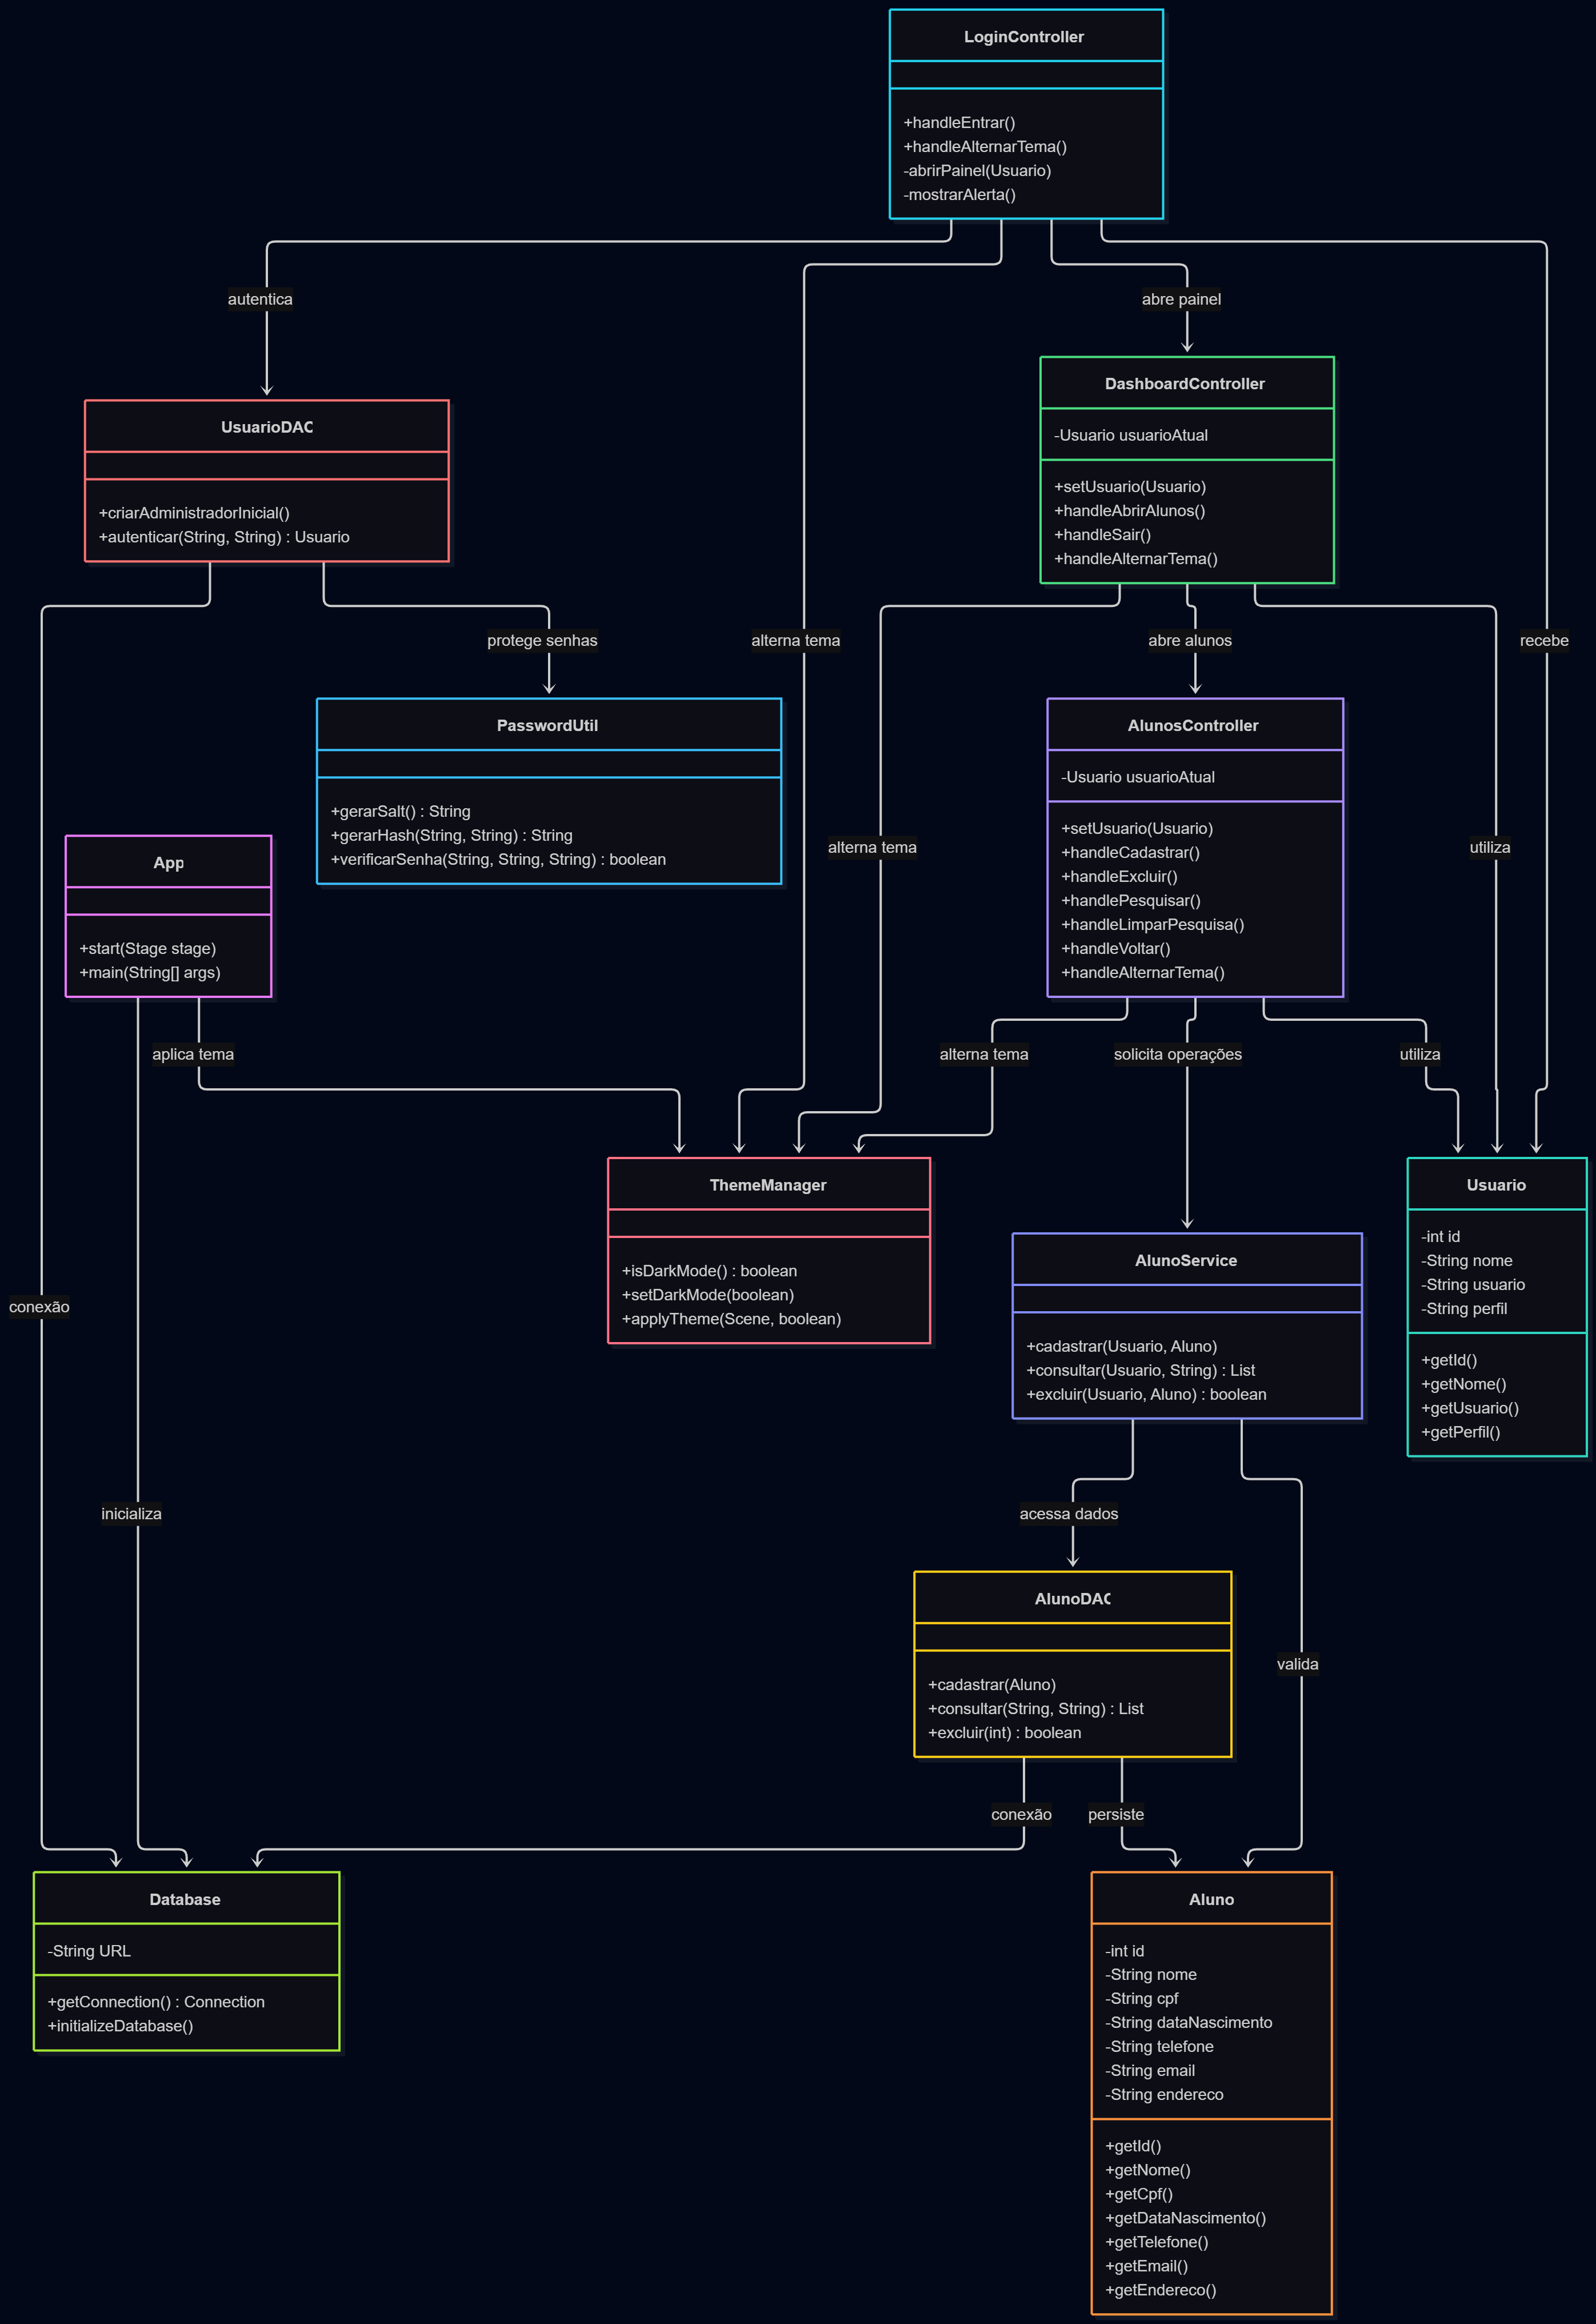 LoginController
+handleEntrar()
+handleAlternarTema()
-abrirPainel(Usuario)
-mostrarAlerta()
autentica
abre painel
DashboardController
-Usuario usuarioAtual
+setUsuario(Usuario)
+handleAbrirAlunos()
+handleSair()
+handleAlternarTema()
UsuarioDAC
+criarAdministradorInicial()
+autenticar(String, String) : Usuario
protege senhas
alterna tema
abre alunos
recebe
PasswordUtil
+gerarSalt() : String
+gerarHash(String, String) : String
+verificarSenha(String, String, String) : boolean
AlunosController
-Usuario usuarioAtual
+setUsuario(Usuario)
+handleCadastrar()
+handleExcluir()
+handlePesquisar()
+handleLimparPesquisa()
+handleVoltar()
+handleAlternarTema()
alterna tema
utiliza
App
+start(Stage stage)
+main(String[] args)
aplica tema
alterna tema
solicita operações
utiliza
ThemeManager
+isDarkMode() : boolean
+setDarkMode(boolean)
+applyTheme(Scene, boolean)
Usuario
-int id
-String nome
-String usuario
-String perfil
+getId()
+getNome()
+getUsuario()
+getPerfil()
AlunoService
+cadastrar(Usuario, Aluno)
+consultar(Usuario, String) : List
+excluir(Usuario, Aluno) : boolean
conexão
inicializa
acessa dados
AlunoDAC
+cadastrar(Aluno)
+consultar(String, String) : List
+excluir(int) : boolean
valida
conexão
persiste
Database
-String URL
+getConnection() : Connection
+initializeDatabase()
Aluno
-int id
-String nome
-String cpf
-String dataNascimento
-String telefone
-String email
-String endereco
+getId()
+getNome()
+getCpf()
+getDataNascimento()
+getTelefone()
+getEmail()
+getEndereco()